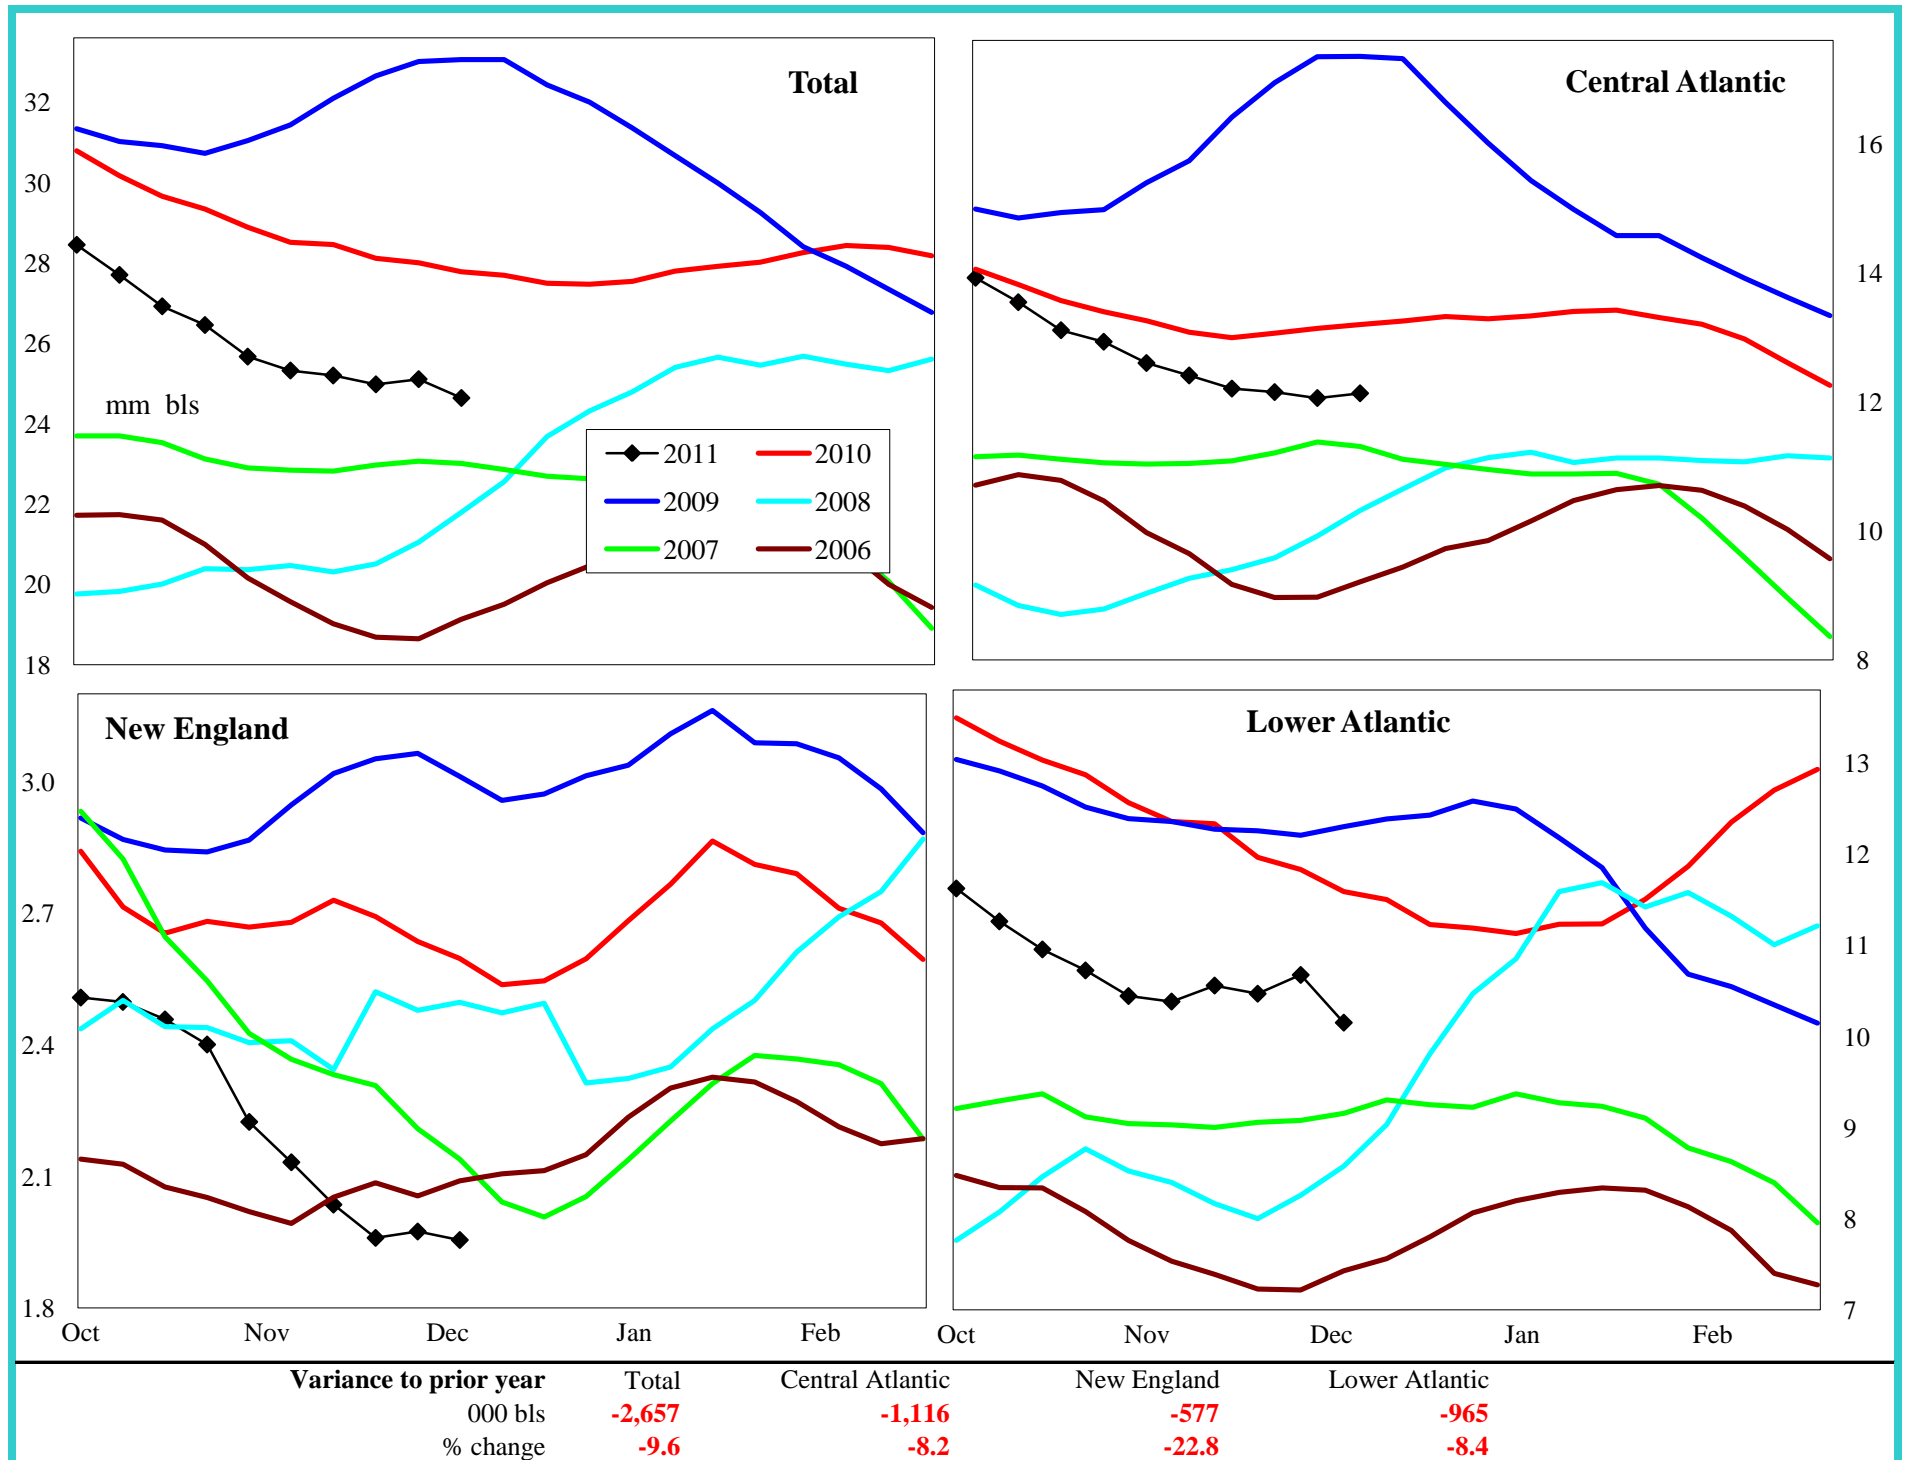 Total
32
30
28
26
24
22
20
18
mm bls
2011 2010
2009 2008
2007 2006
Central Atlantic
16
14
12
10
8
New England
3.0
2.7
2.4
2.1
1.8
Oct Nov Dec Jan Feb
Lower Atlantic
13
12
11
10
9
8
7
Oct Nov Dec Jan Feb
Variance to prior year Total Central Atlantic New England Lower Atlantic
000 bls -2,657 -1,116 -577 -965
% change -9.6 -8.2 -22.8 -8.4